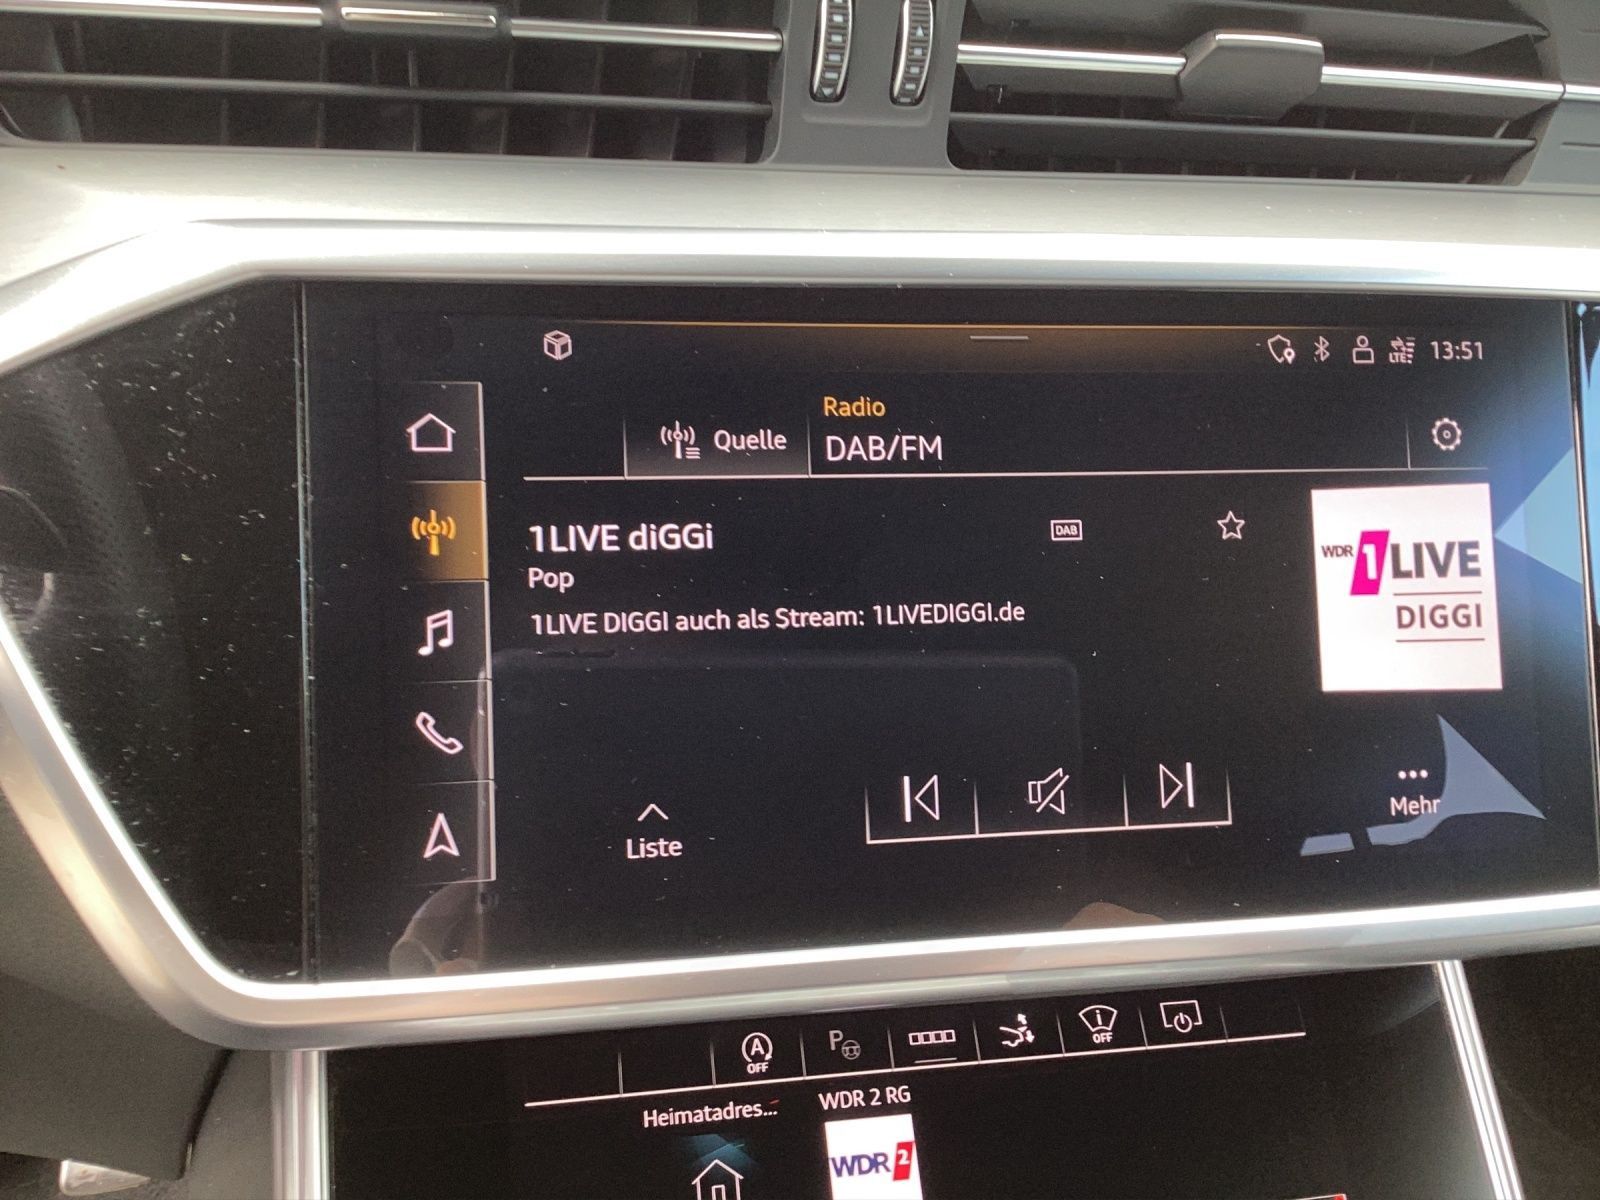 LTE
13:51
Radio
Quelle
DAB/FM
1LIVE diGGi
DAB
Pop
1LIVE DIGGI auch als Stream: 1LIVEDIGGI.de
WDR 1LIVE
DIGGI
Liste
Mehr
A
OFF
P
i
OFF
Heimatadres...
WDR 2 RG
WDR 2